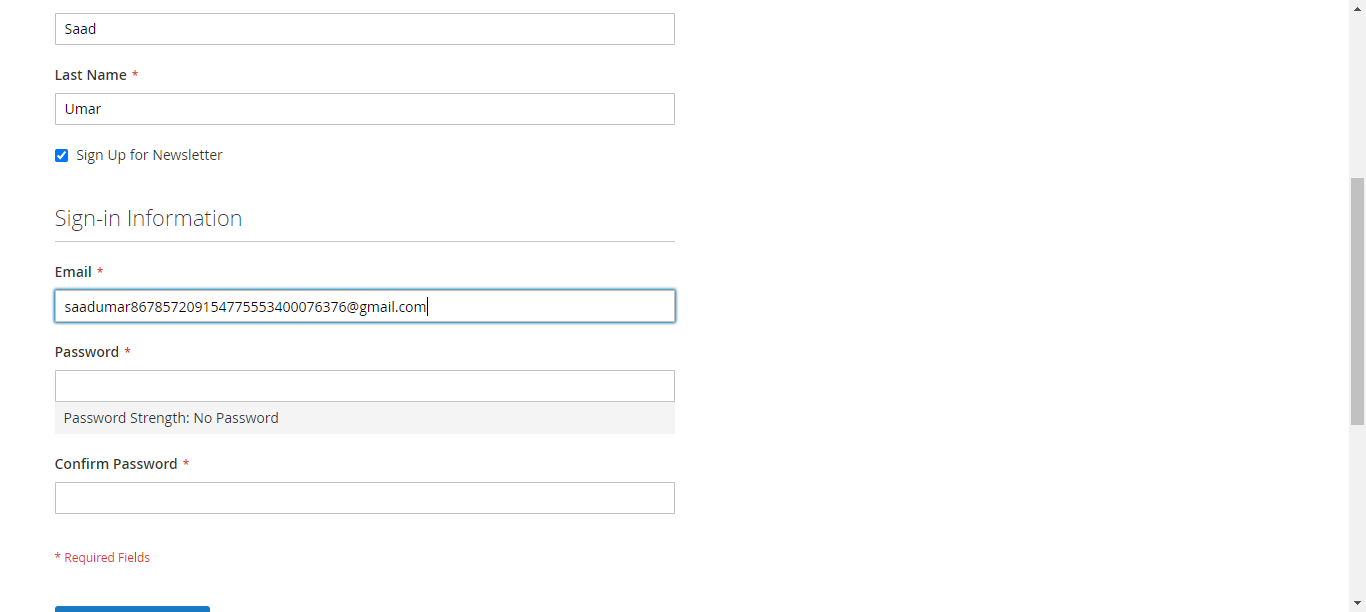 Saad
Last Name *
Umar
Sign Up for Newsletter
Sign-in Information
Email *
saadumar867857209154775553400076376@gmail.com
Password *
Password Strength: No Password
Confirm Password *
* Required Fields